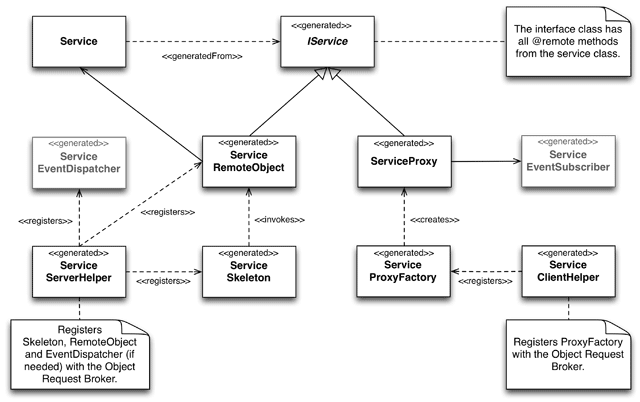 Service
<<generatedFrom>>
<<generated>>
IService
The interface class has
all @remote methods
from the service class.
<<generated>>
Service
EventDispatcher
<<generated>>
Service
RemoteObject
<<generated>>
ServiceProxy
<<generated>>
Service
EventSubscriber
<<registers>>
<<registers>>
<<invokes>>
<<creates>>
<<generated>>
Service
ServerHelper
<<registers>>
<<generated>>
Service
Skeleton
<<generated>>
Service
ProxyFactory
<<registers>>
<<generated>>
Service
ClientHelper
Registers
Skeleton, RemoteObject
and EventDispatcher (if
needed) with the Object
Request Broker.
Registers ProxyFactory
with the Object Request
Broker.